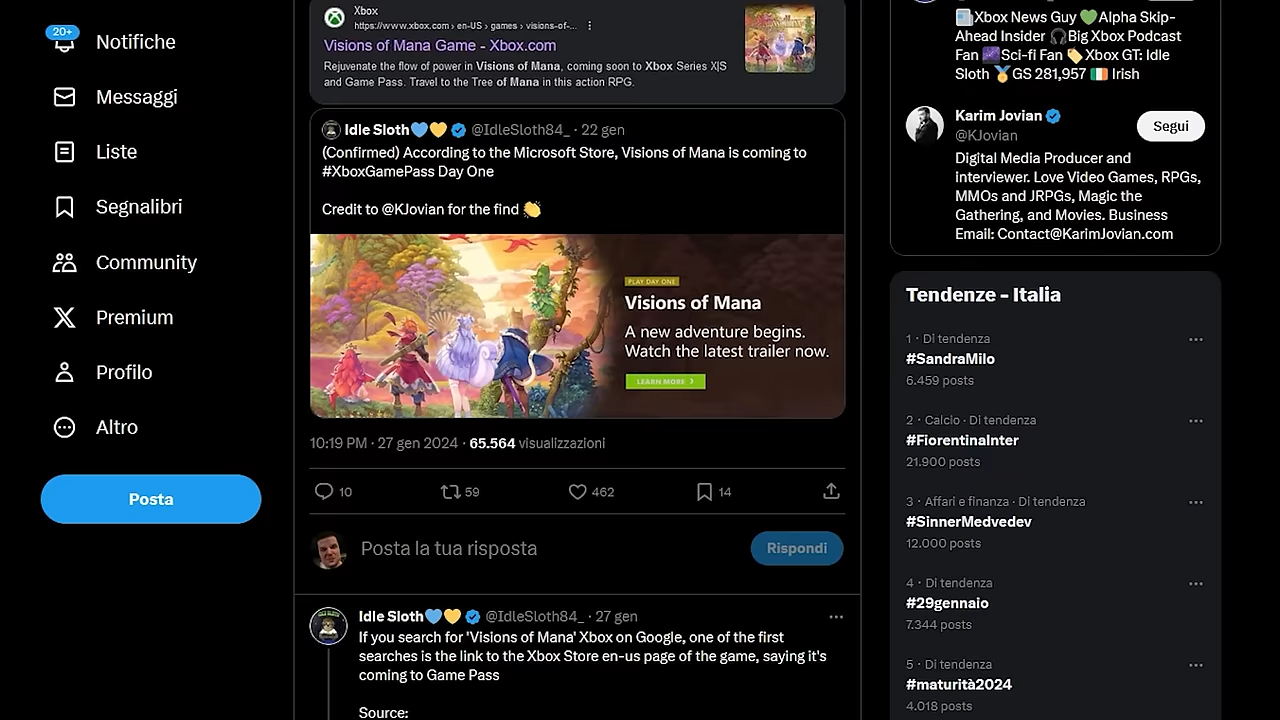 20+
Notifiche
Messaggi
Liste
Segnalibri
Community
Premium
Profilo
Altro
Posta
Xbox
https://www.xbox.com › en-US › games › visions-of-...
Visions of Mana Game - Xbox.com
Rejuvenate the flow of power in Visions of Mana, coming soon to Xbox Series X|S
and Game Pass. Travel to the Tree of Mana in this action RPG.
Idle Sloth💙💛 @IdleSloth84_ · 22 gen
(Confirmed) According to the Microsoft Store, Visions of Mana is coming to
#XboxGamePass Day One
Credit to @KJovian for the find 👏
PLAY DAY ONE
Visions of Mana
A new adventure begins.
Watch the latest trailer now.
LEARN MORE >
10:19 PM · 27 gen 2024 · 65.564 visualizzazioni
10
59
462
14
Posta la tua risposta
Rispondi
Idle Sloth💙💛 @IdleSloth84_ · 27 gen
If you search for 'Visions of Mana' Xbox on Google, one of the first
searches is the link to the Xbox Store en-us page of the game, saying it's
coming to Game Pass
Source:
📰Xbox News Guy 💚Alpha Skip-
Ahead Insider 🎧Big Xbox Podcast
Fan 🌌Sci-fi Fan 🏷️Xbox GT: Idle
Sloth 🏅GS 281,957 🇮🇪 Irish
Karim Jovian
@KJovian
Segui
Digital Media Producer and
interviewer. Love Video Games, RPGs,
MMOs and JRPGs, Magic the
Gathering, and Movies. Business
Email: Contact@KarimJovian.com
Tendenze - Italia
1 · Di tendenza
#SandraMilo
6.459 posts
2 · Calcio · Di tendenza
#FiorentinaInter
21.900 posts
3 · Affari e finanza · Di tendenza
#SinnerMedvedev
12.000 posts
4 · Di tendenza
#29gennaio
7.344 posts
5 · Di tendenza
#maturità2024
4.018 posts